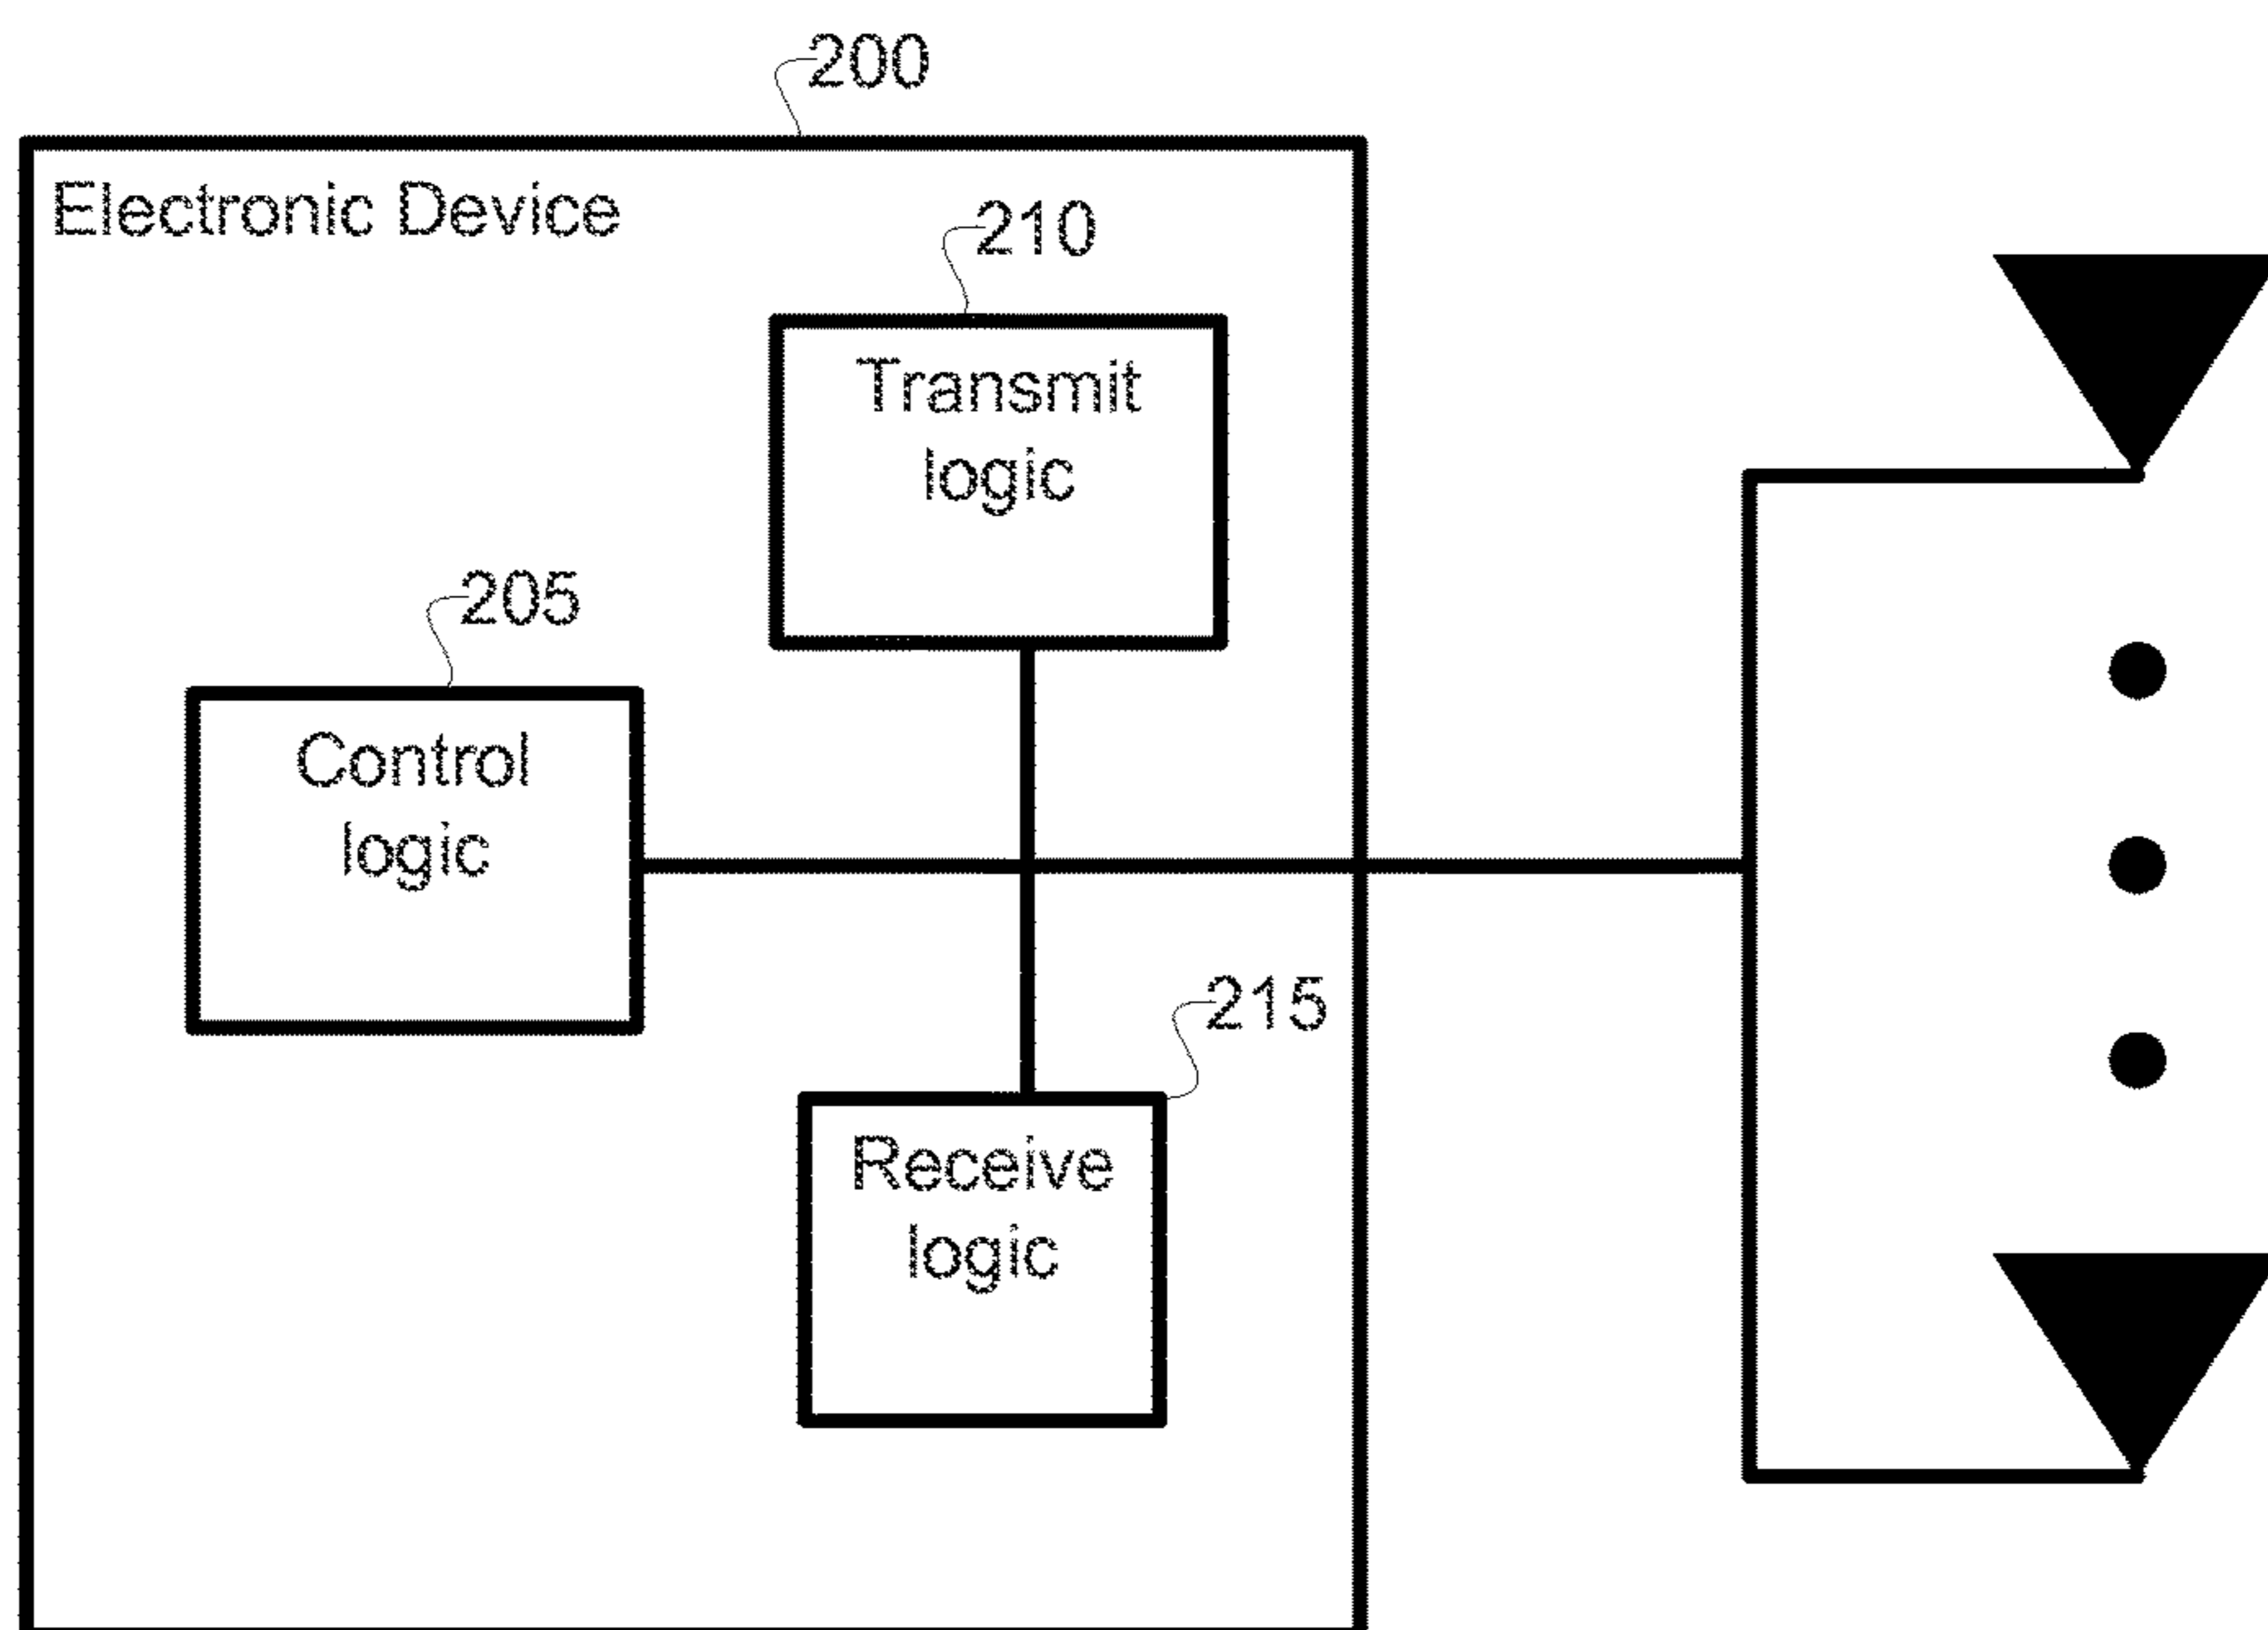 200
Electronic Device
210
Transmit
logic
205
Control
logic
215
Receive
logic